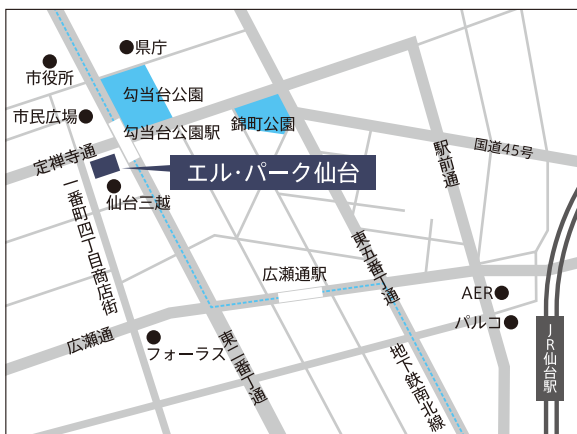 県庁
市役所
勾当台公園
市民広場
勾当台公園駅
錦町公園
定禅寺通
エル・パーク仙台
国道45号
駅前通
仙台三越
一番町四丁目商店街
東五番丁通
広瀬通駅
AER
パルコ
広瀬通
フォーラス
東二番丁通
地下鉄南北線
JR仙台駅